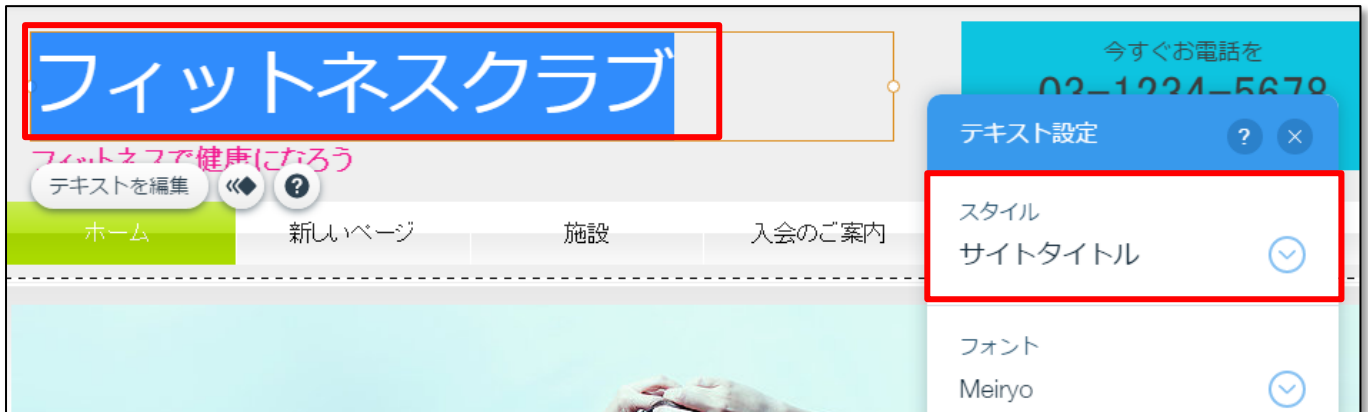 フィットネスクラブ
今すぐお電話を
03-1234-5678
フィットネスで健康になろう
テキスト設定
?
テキストを編集
?
スタイル
サイトタイトル
ホーム
新しいページ
施設
入会のご案内
フォント
Meiryo